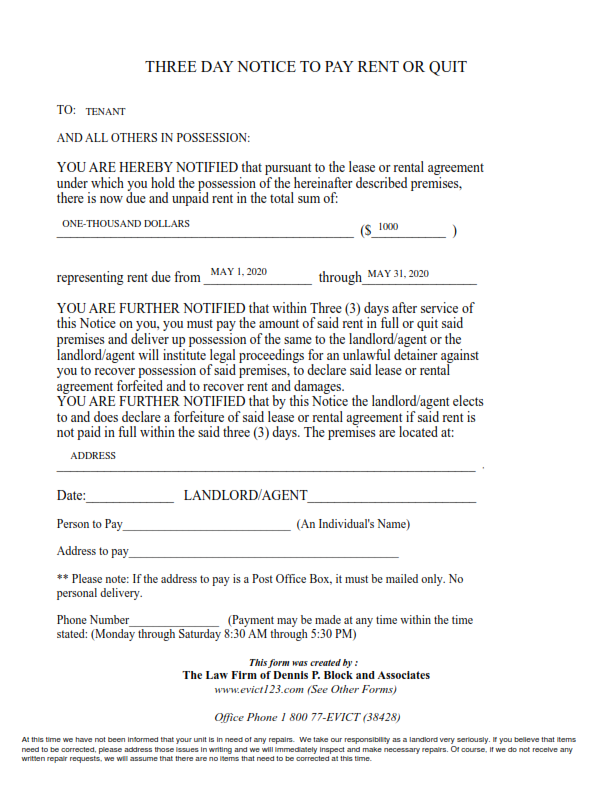 THREE DAY NOTICE TO PAY RENT OR QUIT
TO: TENANT
AND ALL OTHERS IN POSSESSION:
YOU ARE HEREBY NOTIFIED that pursuant to the lease or rental agreement
under which you hold the possession of the hereinafter described premises,
there is now due and unpaid rent in the total sum of:
ONE-THOUSAND DOLLARS ($ 1000 )
representing rent due from MAY 1, 2020 through MAY 31, 2020
YOU ARE FURTHER NOTIFIED that within Three (3) days after service of
this Notice on you, you must pay the amount of said rent in full or quit said
premises and deliver up possession of the same to the landlord/agent or the
landlord/agent will institute legal proceedings for an unlawful detainer against
you to recover possession of said premises, to declare said lease or rental
agreement forfeited and to recover rent and damages.
YOU ARE FURTHER NOTIFIED that by this Notice the landlord/agent elects
to and does declare a forfeiture of said lease or rental agreement if said rent is
not paid in full within the said three (3) days. The premises are located at:
ADDRESS .
Date:____________ LANDLORD/AGENT________________________
Person to Pay____________________________ (An Individual's Name)
Address to pay_____________________________________________
** Please note: If the address to pay is a Post Office Box, it must be mailed only. No
personal delivery.
Phone Number_______________ (Payment may be made at any time within the time
stated: (Monday through Saturday 8:30 AM through 5:30 PM)
This form was created by :
The Law Firm of Dennis P. Block and Associates
www.evict123.com (See Other Forms)
Office Phone 1 800 77-EVICT (38428)
At this time we have not been informed that your unit is in need of any repairs. We take our responsibility as a landlord very seriously. if you believe that items
need to be corrected, please address those issues in writing and we will immediately inspect and make necessary repairs. Of course, if we do not receive any
written repair requests, we will assume that there are no items that need to be corrected at this time.